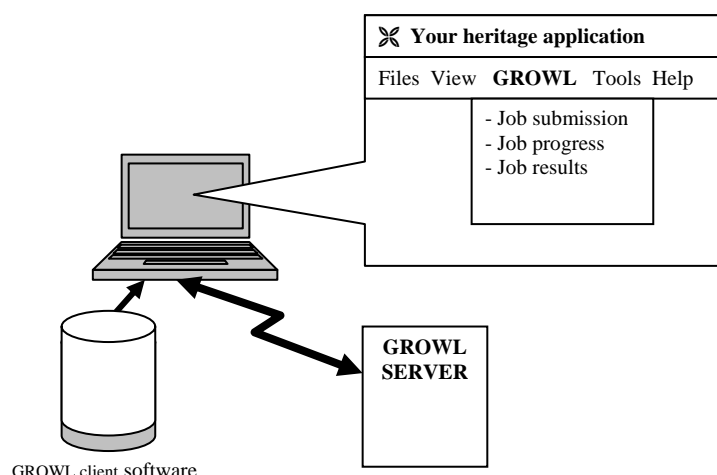 Your heritage application
Files View GROWL Tools Help
- Job submission
- Job progress
- Job results
GROWL
SERVER
GROWL client software